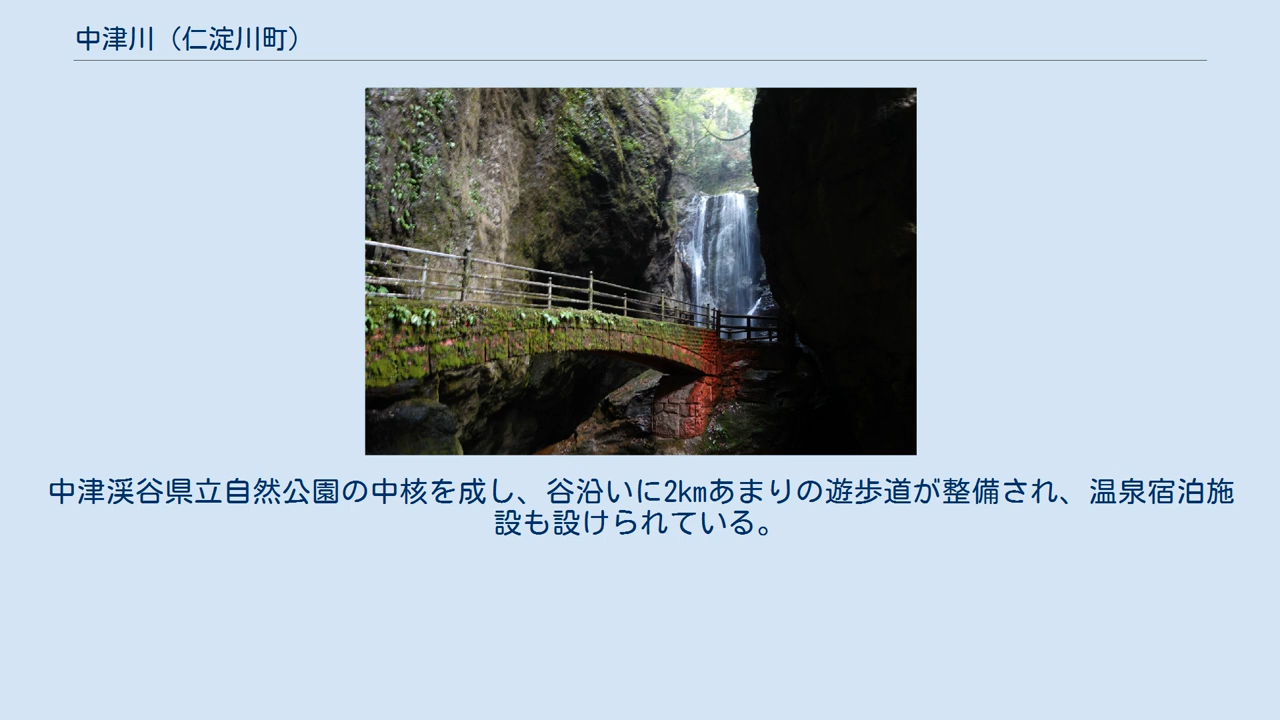 中津川（仁淀川町）
中津渓谷県立自然公園の中核を成し、谷沿いに2kmあまりの遊歩道が整備され、温泉宿泊施
設も設けられている。